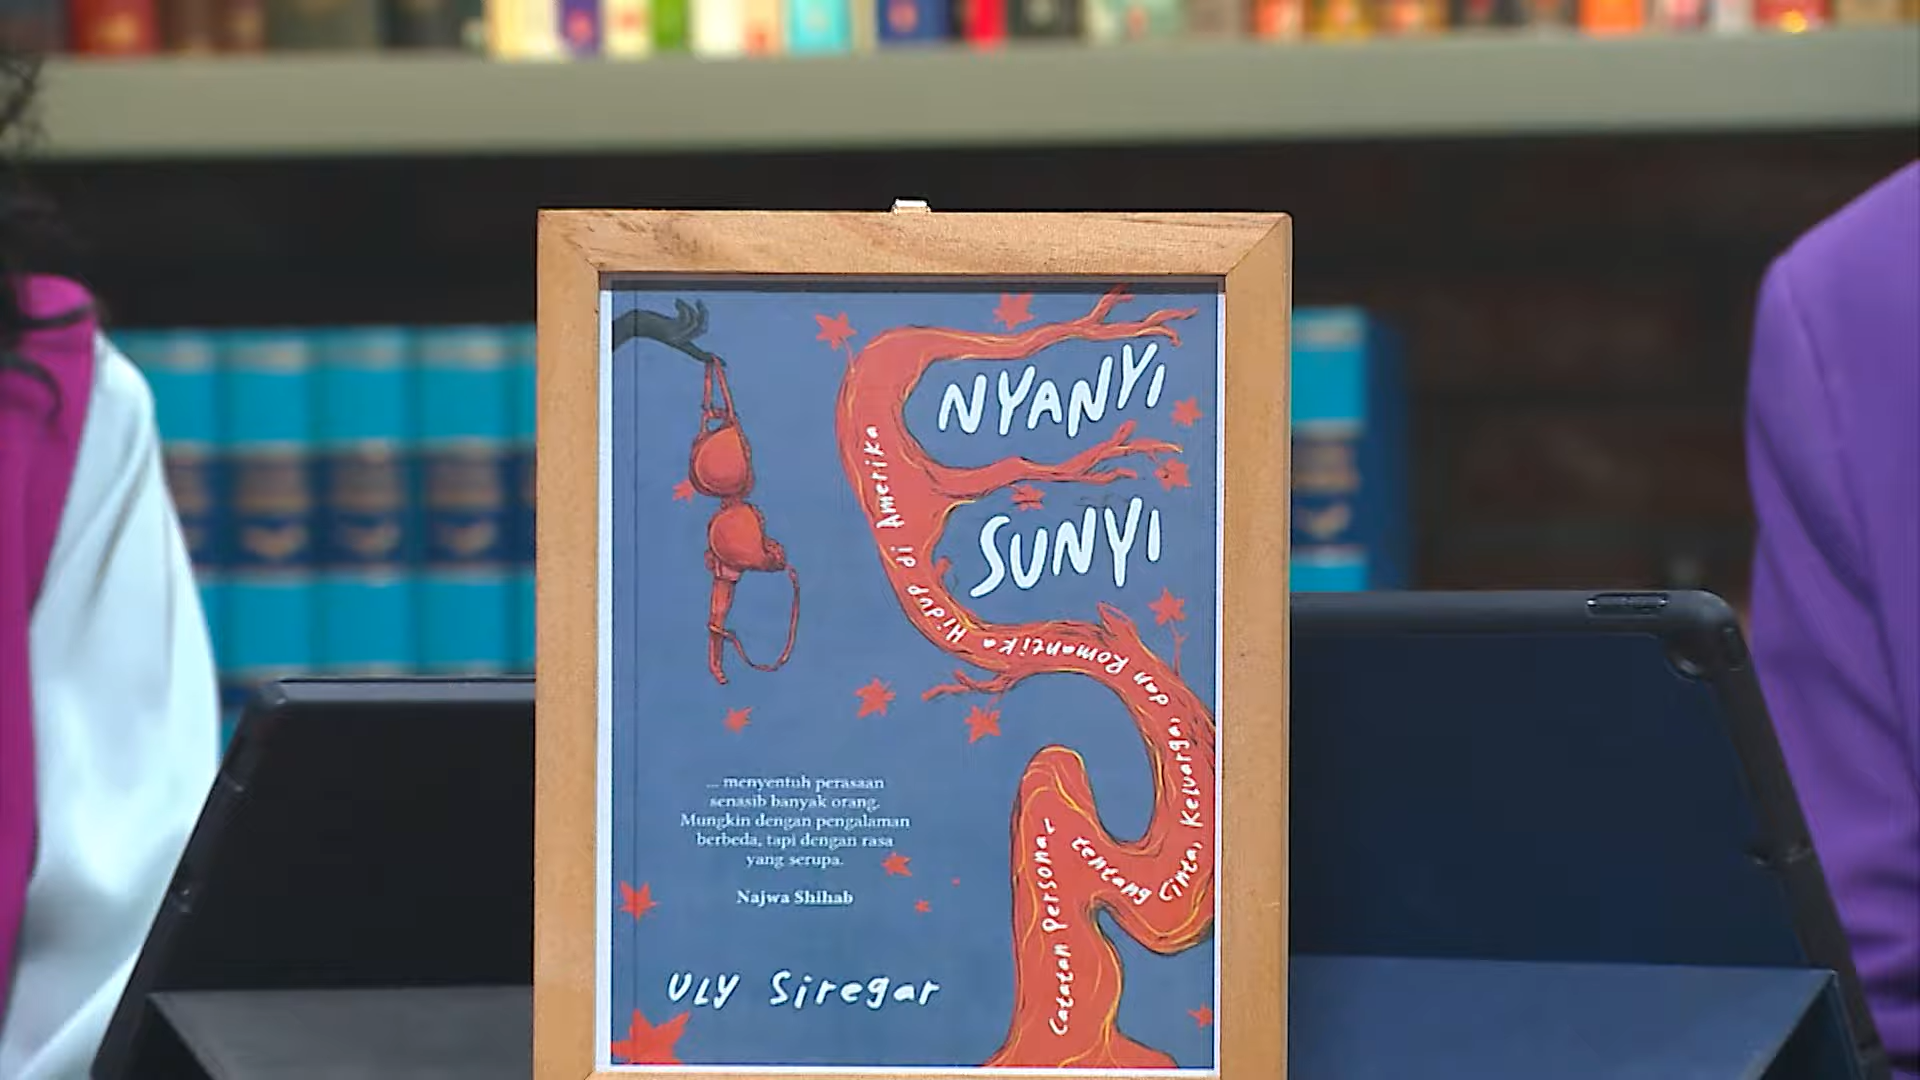 NYANYI
SUNYI
Catatan Personal
tentang Cinta, Keluarga, dan Romantika Hidup di Amerika
... menyentuh perasaan
senasib banyak orang.
Mungkin dengan pengalaman
berbeda, tapi dengan rasa
yang serupa.
Najwa Shihab
ULY Siregar